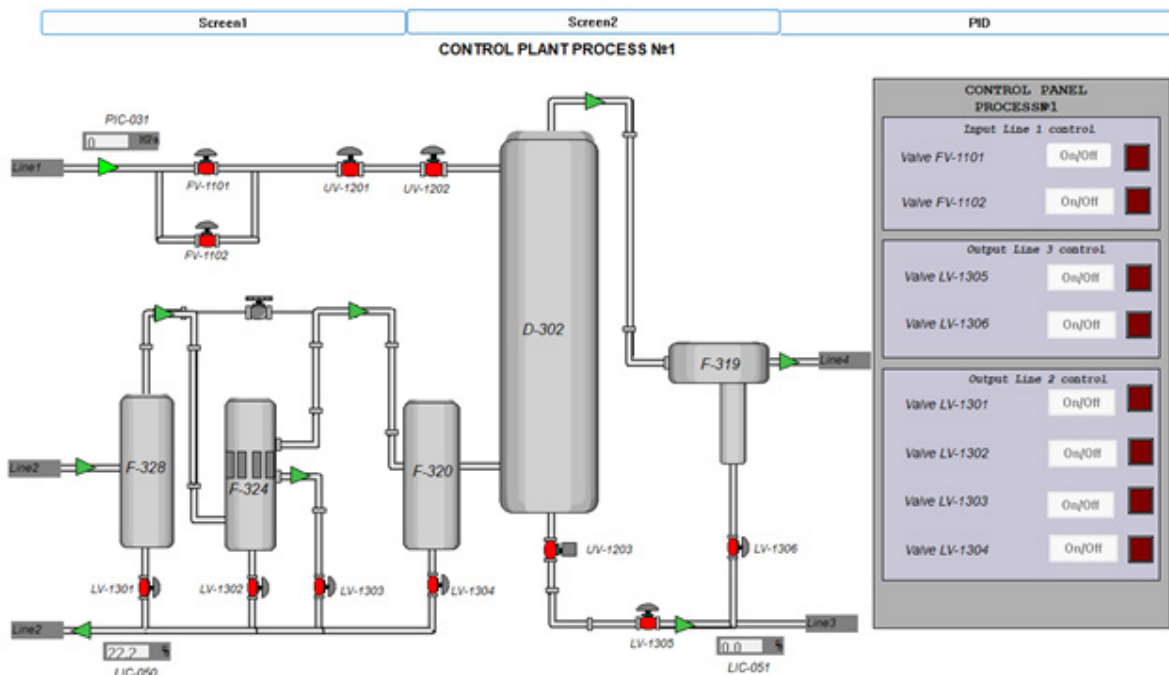 Screen1
Screen2
PID
CONTROL PLANT PROCESS №1
PIC-031
0 MPa
Line1
FV-1101
UV-1201
UV-1202
FV-1102
D-302
F-319
Line4
Line2
F-328
F-324
F-320
LV-1301
LV-1302
LV-1303
LV-1304
UV-1203
LV-1306
Line2
22.2 %
LIC-050
LV-1305
Line3
0.0 %
LIC-051
CONTROL PANEL
PROCESS№1
Input Line 1 control
Valve FV-1101 On/Off
Valve FV-1102 On/Off
Output Line 3 control
Valve LV-1305 On/Off
Valve LV-1306 On/Off
Output Line 2 control
Valve LV-1301 On/Off
Valve LV-1302 On/Off
Valve LV-1303 On/Off
Valve LV-1304 On/Off